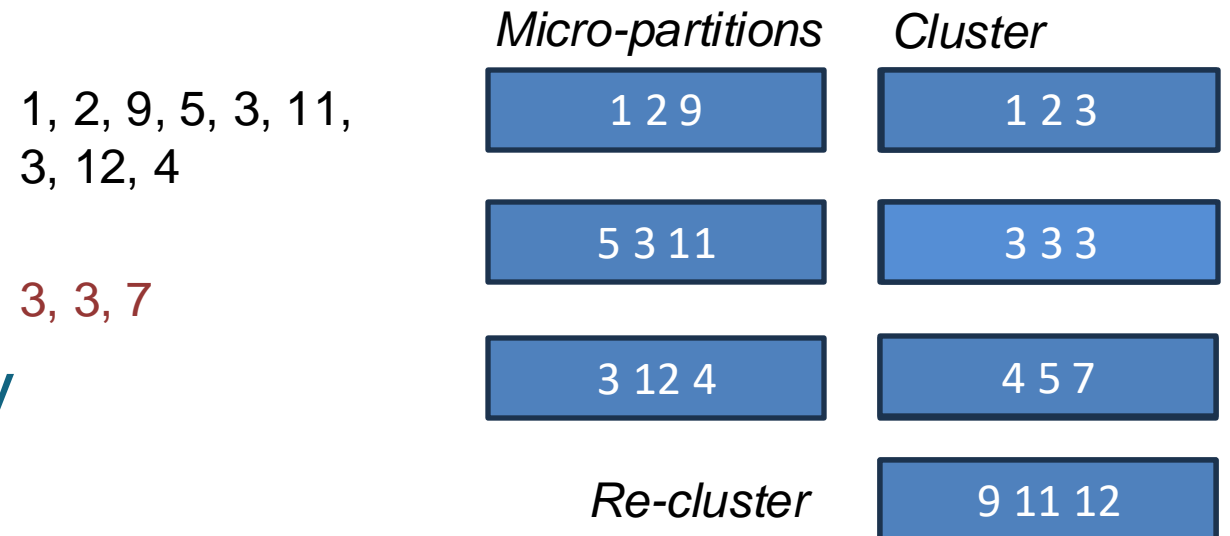 Micro-partitions Cluster
1, 2, 9, 5, 3, 11,
3, 12, 4
3, 3, 7
y
1 2 9
1 2 3
5 3 11
3 3 3
3 12 4
4 5 7
Re-cluster
9 11 12